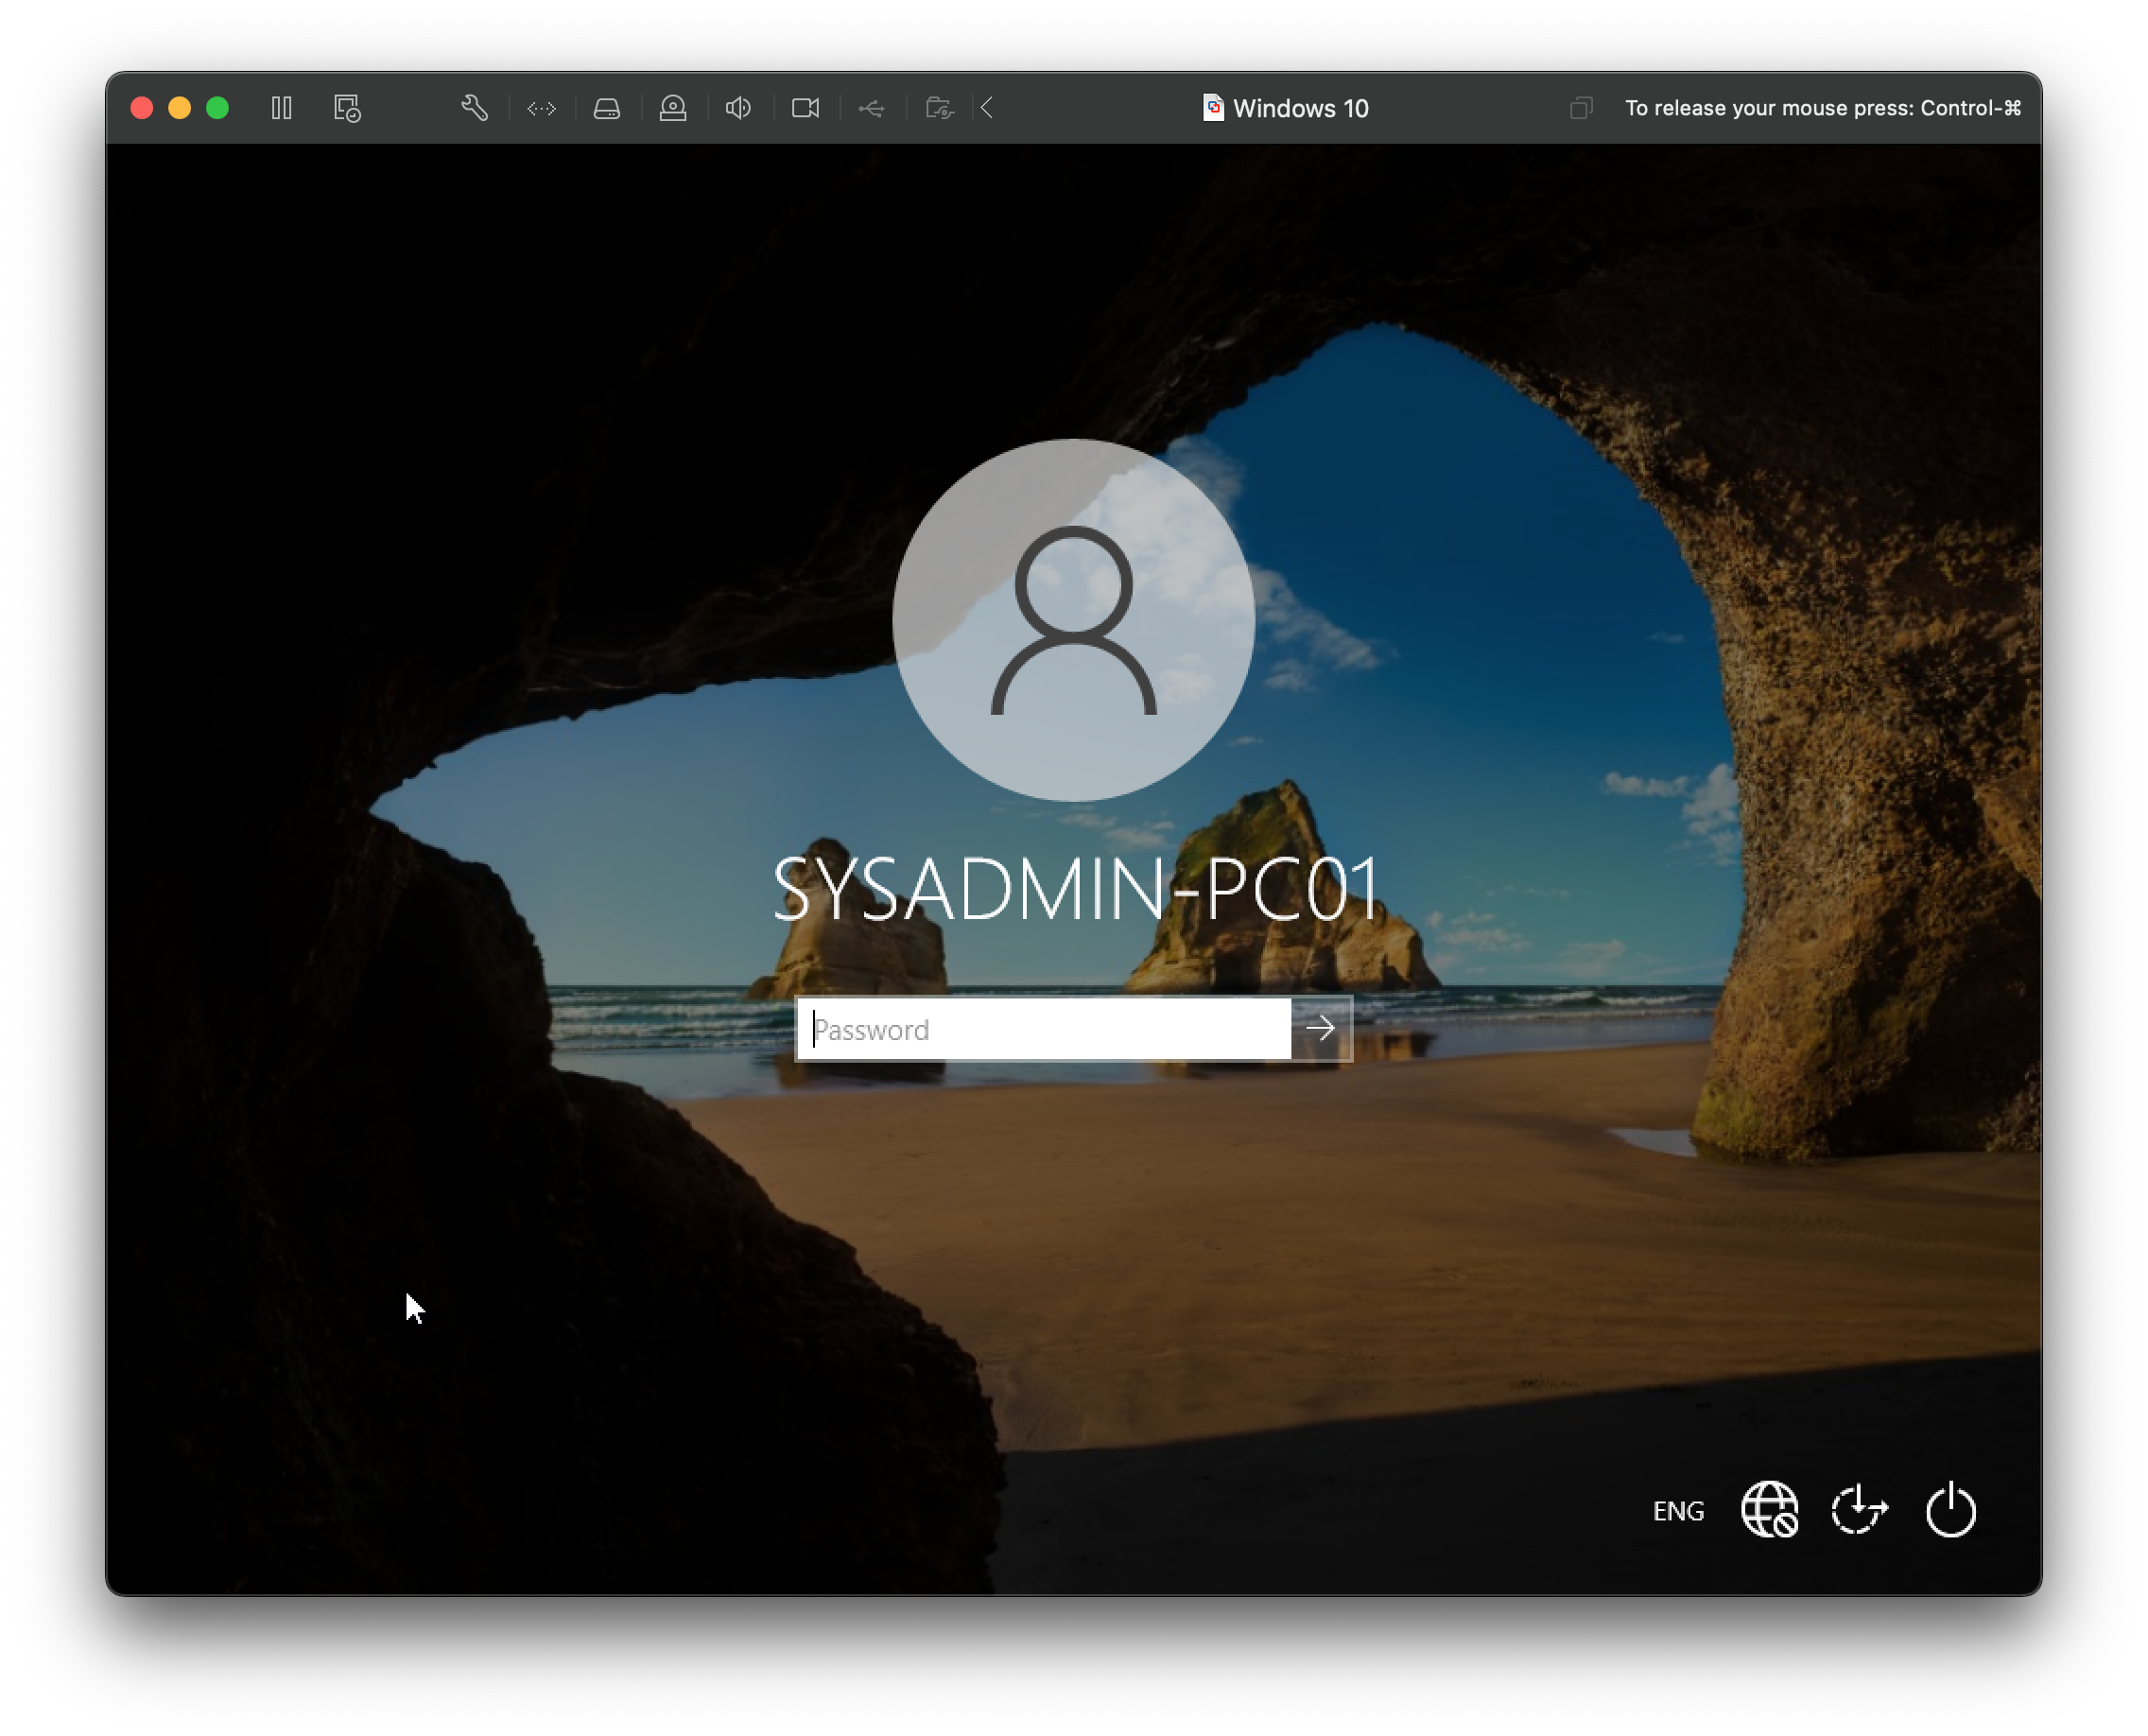 Windows 10
To release your mouse press: Control-⌘
SYSADMIN-PC01
Password
ENG